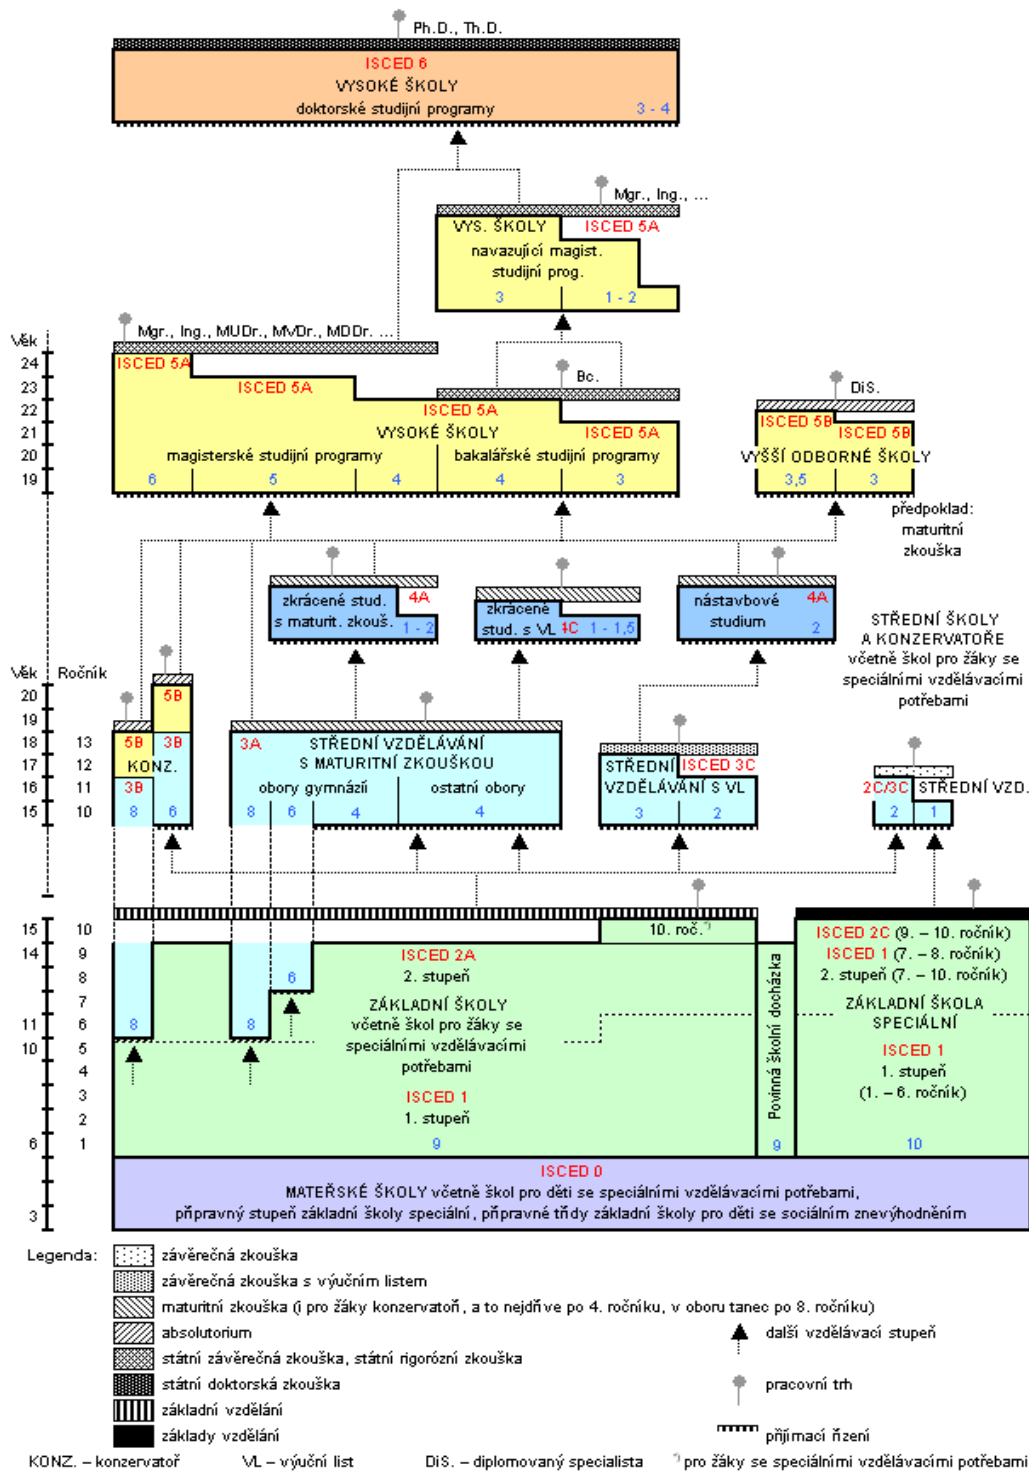 Ph.D., Th.D.
ISCED 6
VYSOKÉ ŠKOLY
doktorské studijní programy 3 - 4
Mgr., Ing., ...
VYS. ŠKOLY ISCED 5A
navazující magist.
studijní prog.
3 1 - 2
Mgr., Ing., MUDr., MVDr., MDDr. ...
Věk
24 ISCED 5A
23 ISCED 5A Bc. DiS.
22 ISCED 5A ISCED 5B
21 VYSOKÉ ŠKOLY ISCED 5A ISCED 5B
20 magisterské studijní programy bakalářské studijní programy VYŠŠÍ ODBORNÉ ŠKOLY
19 6 5 4 4 3 3,5 3
předpoklad:
maturitní
zkouška
zkrácené stud. 4A
s maturit. zkouš. 1 - 2
zkrácené
stud. s VL 4C 1 - 1,5
nástavbové 4A
studium 2
STŘEDNÍ ŠKOLY
A KONZERVATOŘE
včetně škol pro žáky se
speciálními vzdělávacími
potřebami
Věk Ročník
20 5B
19
18 13 5B 3B 3A STŘEDNÍ VZDĚLÁVÁNÍ
17 12 KONZ. S MATURITNÍ ZKOUŠKOU STŘEDNÍ ISCED 3C
16 11 3B obory gymnázií ostatní obory VZDĚLÁVÁNÍ S VL 2C/3C STŘEDNÍ VZD.
15 10 8 6 8 6 4 4 3 2 2 1
15 10 10. roč.*)
14 9 ISCED 2A
8 6 2. stupeň
7 ZÁKLADNÍ ŠKOLY
11 6 8 8 včetně škol pro žáky se
10 5 speciálními vzdělávacími
4 potřebami
3 ISCED 1
2 1. stupeň
6 1 9
Povinná školní docházka
9
ISCED 2C (9. – 10. ročník)
ISCED 1 (7. – 8. ročník)
2. stupeň (7. – 10. ročník)
ZÁKLADNÍ ŠKOLA
SPECIÁLNÍ
ISCED 1
1. stupeň
(1. – 6. ročník)
10
ISCED 0
MATEŘSKÉ ŠKOLY včetně škol pro děti se speciálními vzdělávacími potřebami,
3 přípravný stupeň základní školy speciální, přípravné třídy základní školy pro děti se sociálním znevýhodněním
Legenda: závěrečná zkouška
závěrečná zkouška s výučním listem
maturitní zkouška (i pro žáky konzervatoř, a to nejdříve po 4. ročníku, v oboru tanec po 8. ročníku)
absolutorium
státní závěrečná zkouška, státní rigorózní zkouška
státní doktorská zkouška
základní vzdělání
základy vzdělání
další vzdělávací stupeň
pracovní trh
přijímací řízení
KONZ. – konzervatoř VL – výuční list DiS. – diplomovaný specialista *) pro žáky se speciálními vzdělávacími potřebami